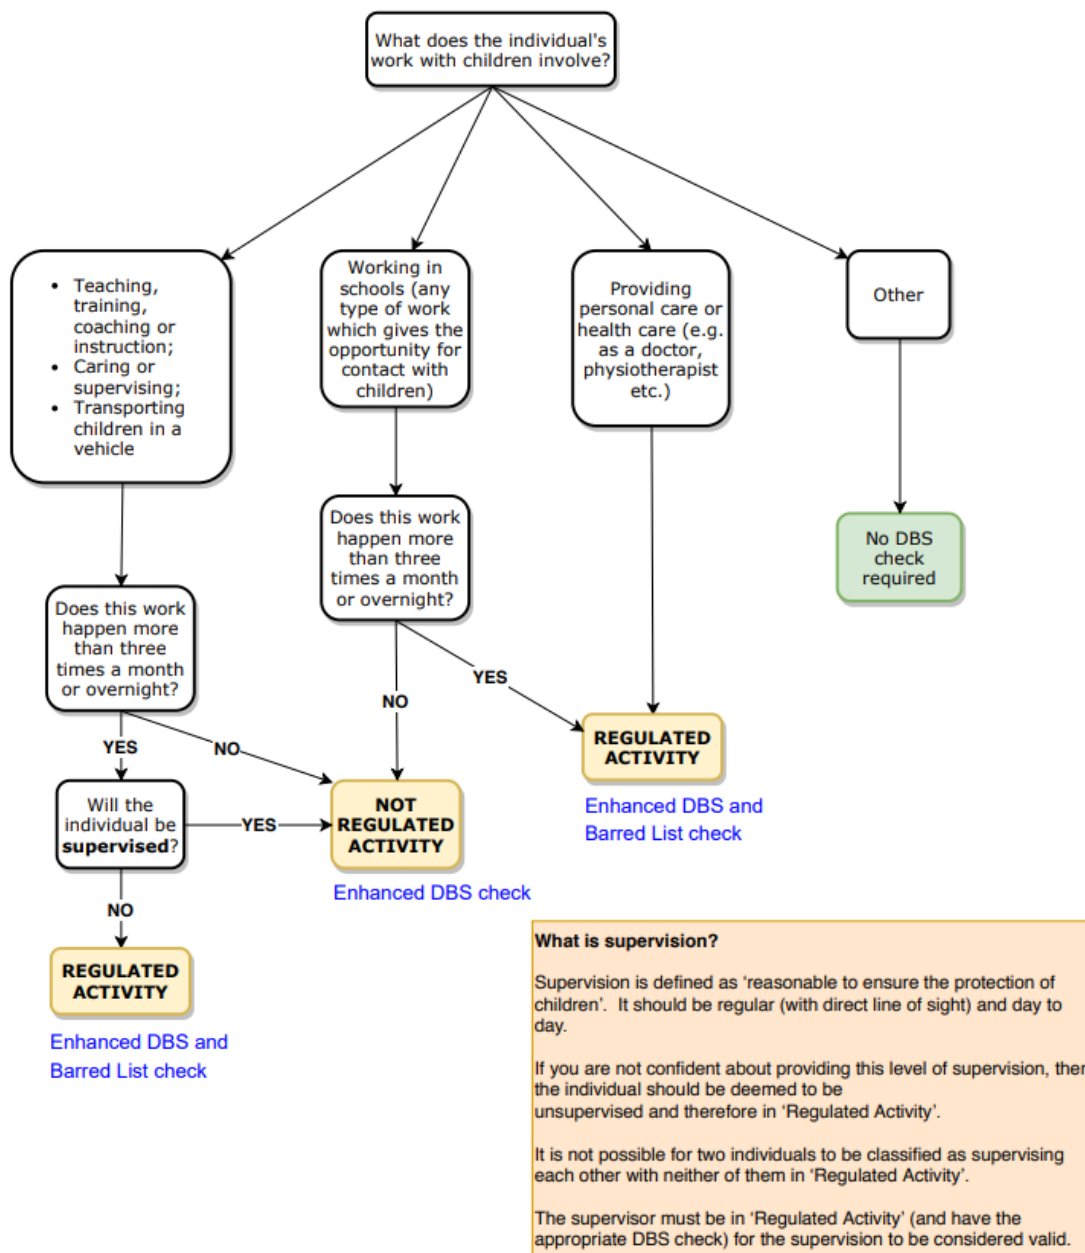 What does the individual's
work with children involve?
• Teaching,
training,
coaching or
instruction;
• Caring or
supervising;
• Transporting
children in a
vehicle
Working in
schools (any
type of work
which gives the
opportunity for
contact with
children)
Providing
personal care or
health care (e.g.
as a doctor,
physiotherapist
etc.)
Other
Does this work
happen more
than three
times a month
or overnight?
No DBS
check
required
Does this work
happen more
than three
times a month
or overnight?
YES
NO
YES
NO
REGULATED
ACTIVITY
Enhanced DBS and
Barred List check
Will the
individual be
supervised?
YES
NOT
REGULATED
ACTIVITY
Enhanced DBS check
NO
REGULATED
ACTIVITY
Enhanced DBS and
Barred List check
What is supervision?
Supervision is defined as ‘reasonable to ensure the protection of
children’. It should be regular (with direct line of sight) and day to
day.
If you are not confident about providing this level of supervision, then
the individual should be deemed to be
unsupervised and therefore in ‘Regulated Activity’.
It is not possible for two individuals to be classified as supervising
each other with neither of them in ‘Regulated Activity’.
The supervisor must be in ‘Regulated Activity’ (and have the
appropriate DBS check) for the supervision to be considered valid.